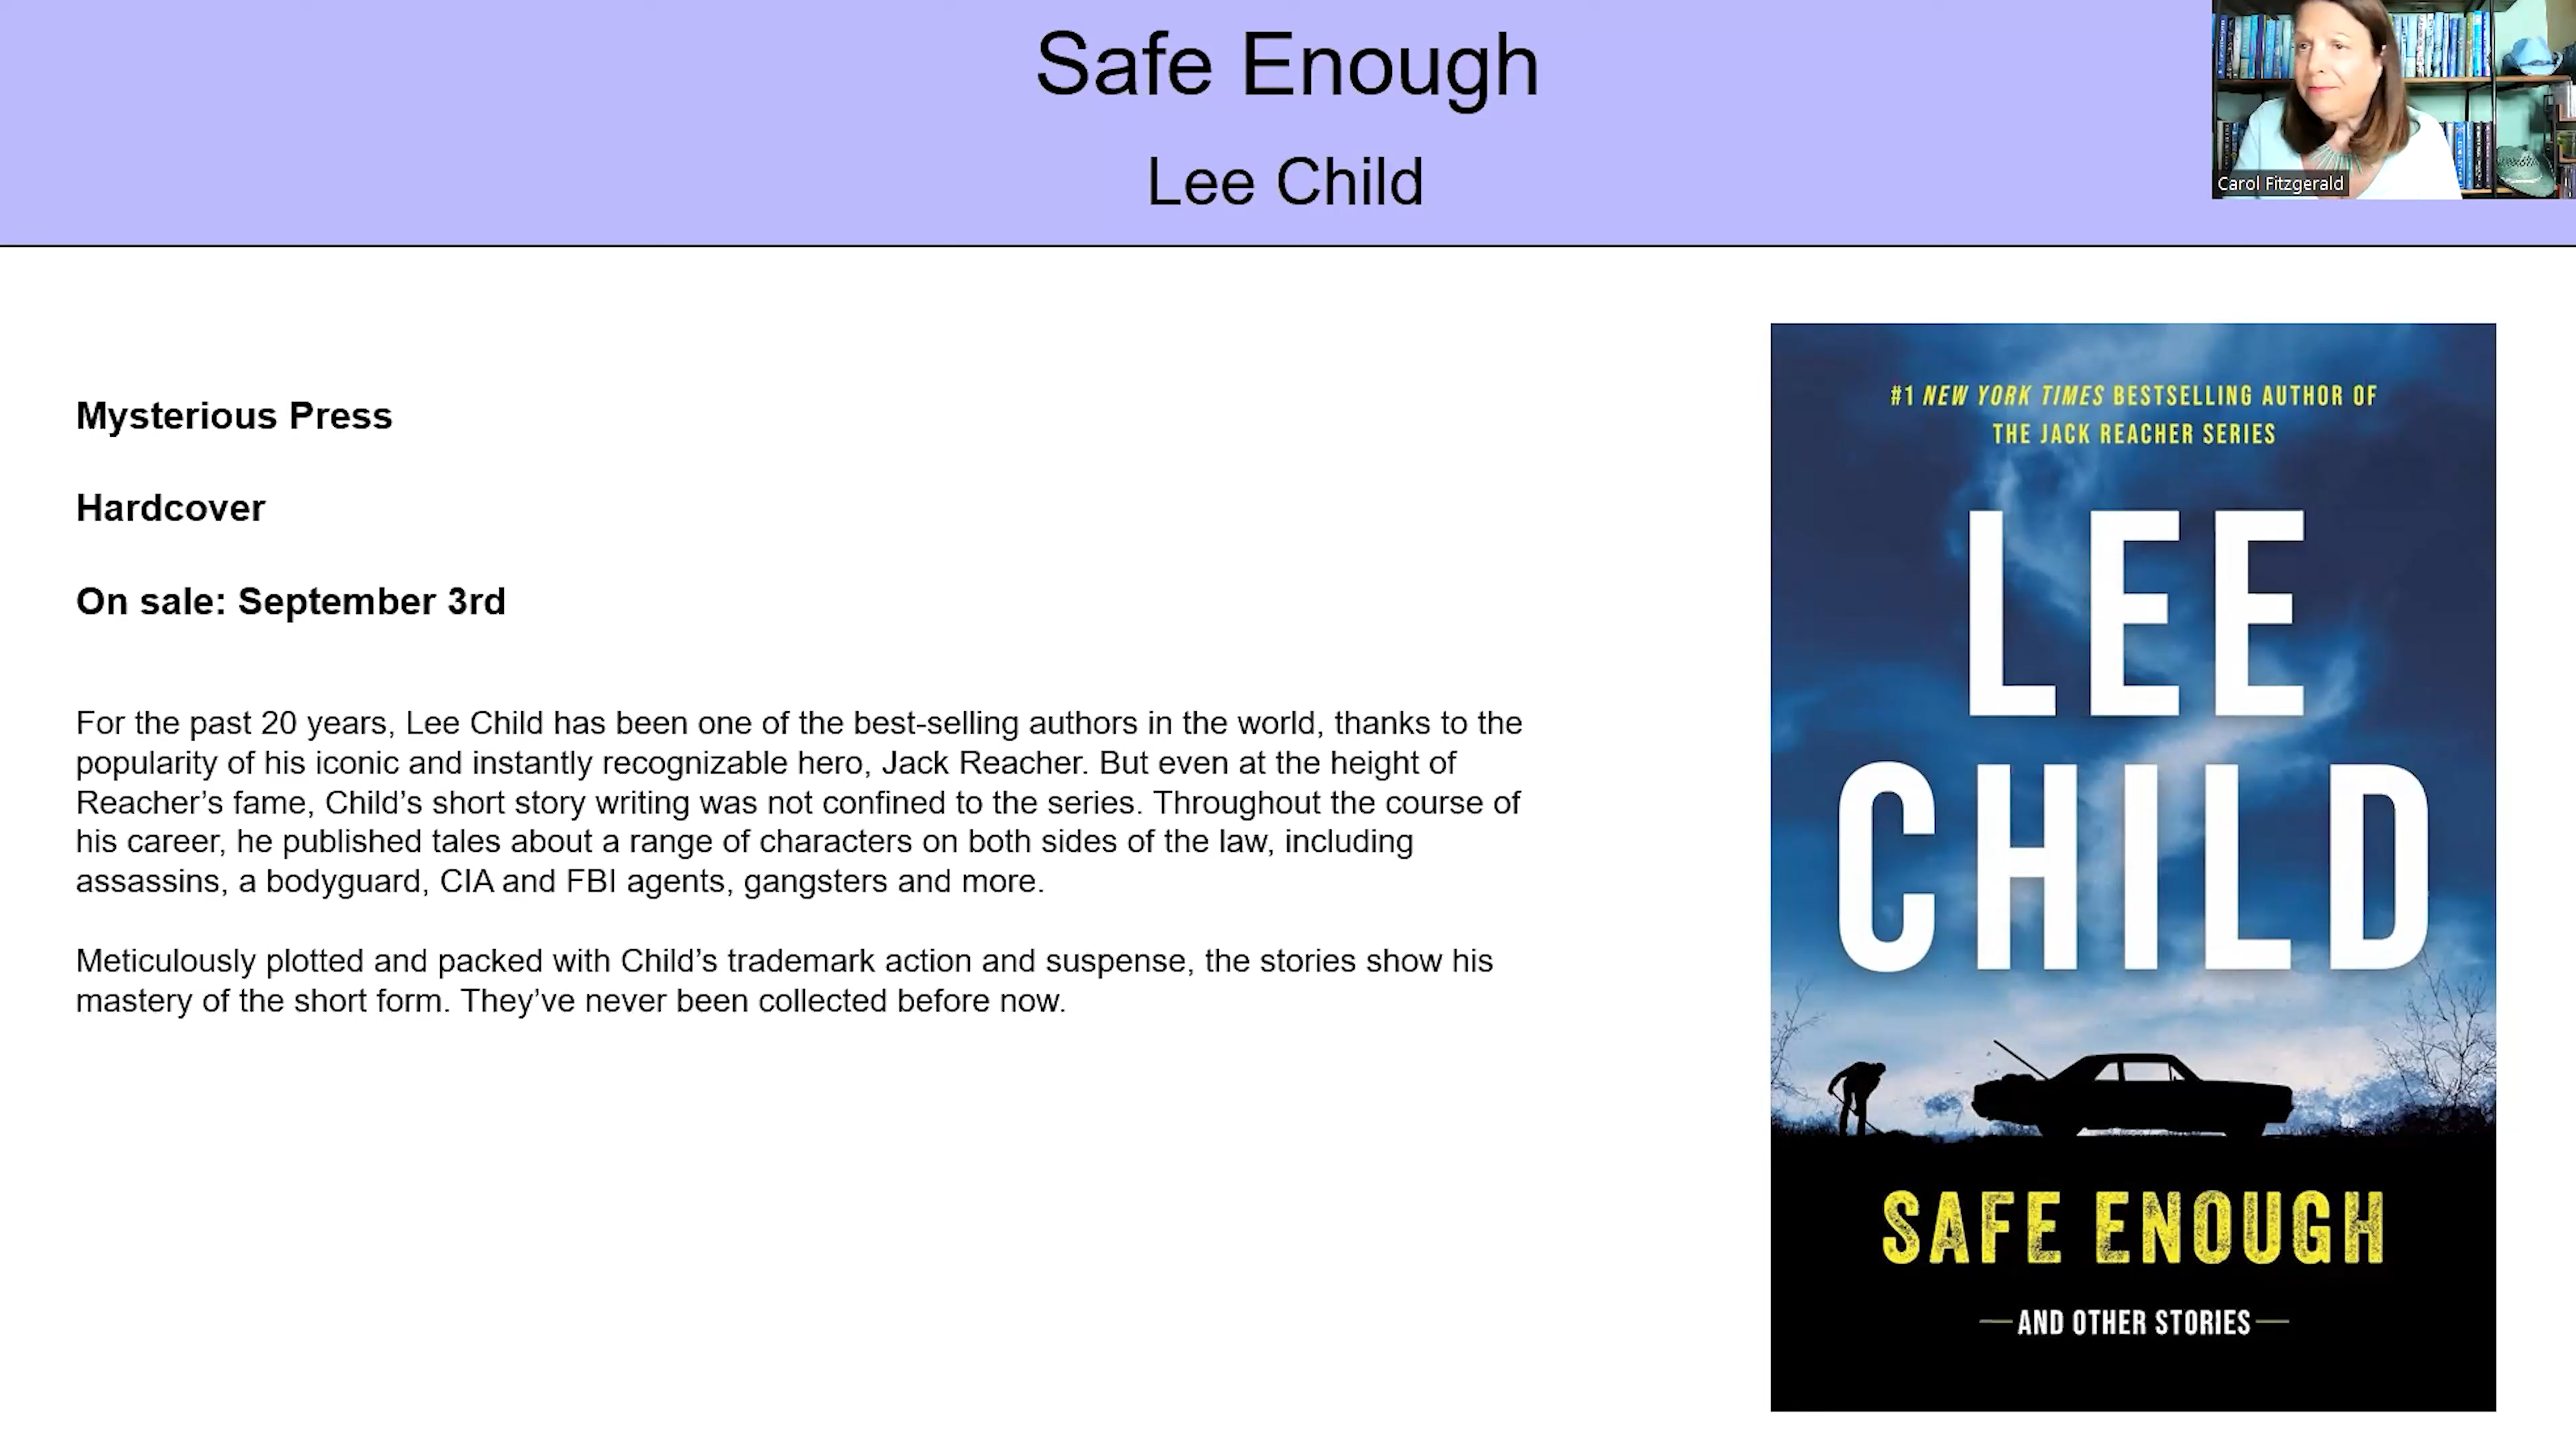 Safe Enough
Lee Child
Carol Fitzgerald
Mysterious Press
Hardcover
On sale: September 3rd
For the past 20 years, Lee Child has been one of the best-selling authors in the world, thanks to the
popularity of his iconic and instantly recognizable hero, Jack Reacher. But even at the height of
Reacher’s fame, Child’s short story writing was not confined to the series. Throughout the course of
his career, he published tales about a range of characters on both sides of the law, including
assassins, a bodyguard, CIA and FBI agents, gangsters and more.
Meticulously plotted and packed with Child’s trademark action and suspense, the stories show his
mastery of the short form. They’ve never been collected before now.
#1 NEW YORK TIMES BESTSELLING AUTHOR OF
THE JACK REACHER SERIES
LEE
CHILD
SAFE ENOUGH
—AND OTHER STORIES—